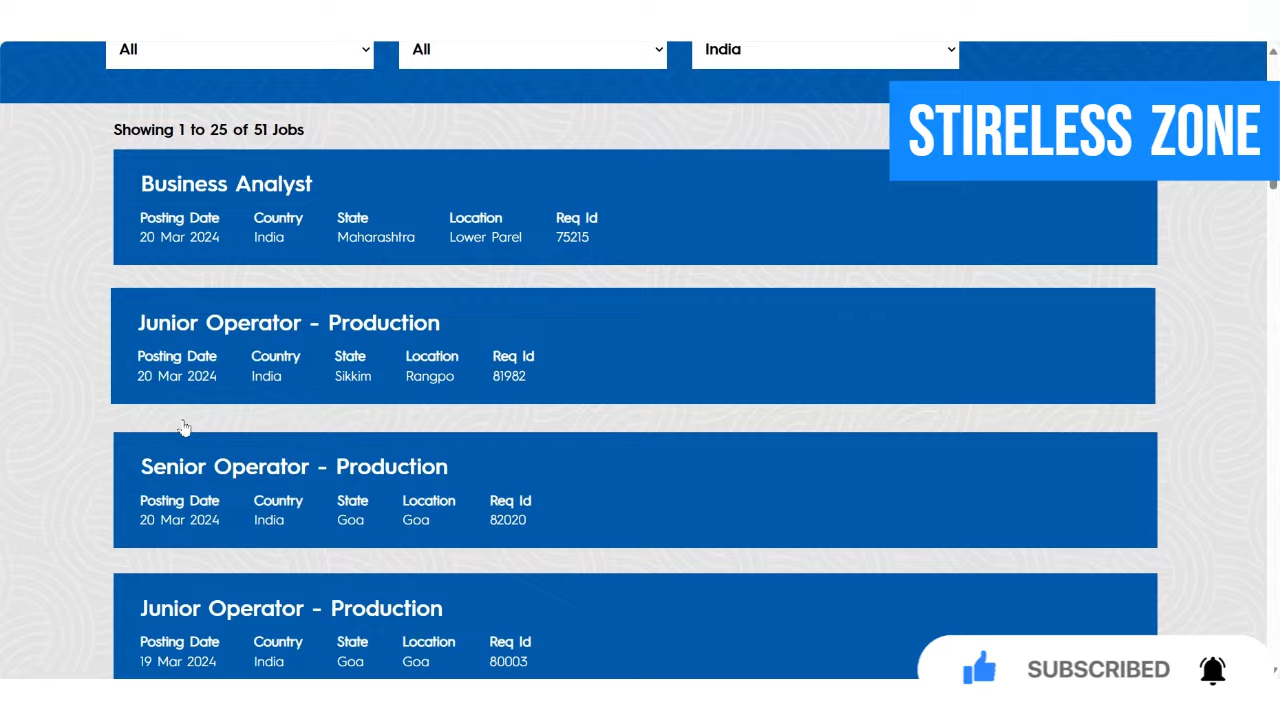 All All India
STIRELESS ZONE
Showing 1 to 25 of 51 Jobs
Business Analyst
Posting Date Country State Location Req Id
20 Mar 2024 India Maharashtra Lower Parel 75215
Junior Operator - Production
Posting Date Country State Location Req Id
20 Mar 2024 India Sikkim Rangpo 81982
Senior Operator - Production
Posting Date Country State Location Req Id
20 Mar 2024 India Goa Goa 82020
Junior Operator - Production
Posting Date Country State Location Req Id
19 Mar 2024 India Goa Goa 80003
SUBSCRIBED